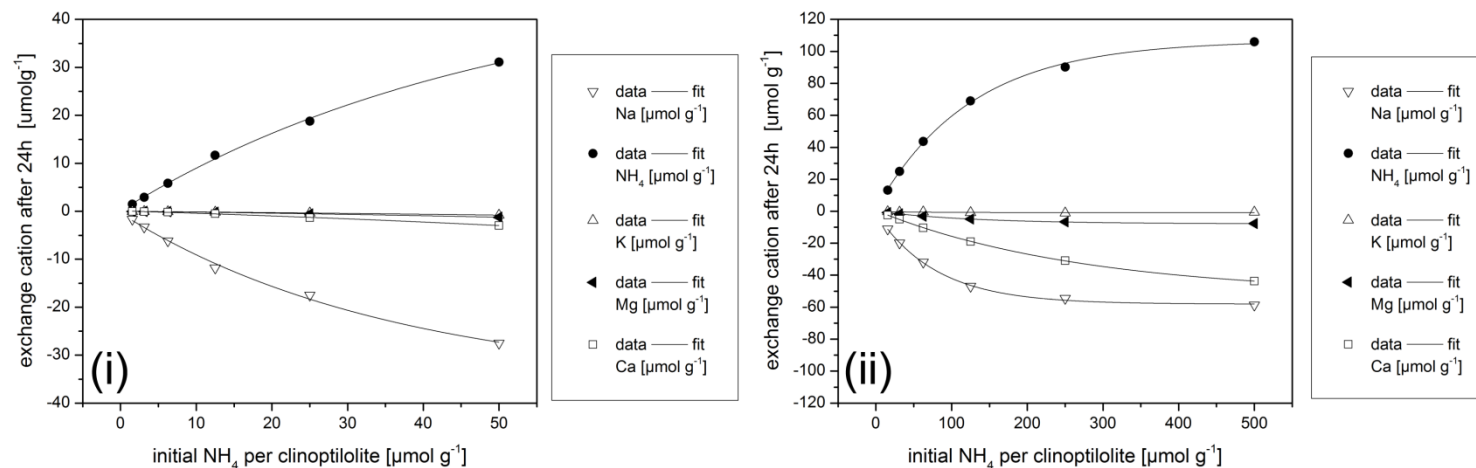 exchange cation after 24h [umolg⁻¹]
40
30
20
10
0
-10
-20
-30
-40
(i)
0 10 20 30 40 50
initial NH₄ per clinoptilolite [µmol g⁻¹]
data fit
Na [µmol g⁻¹]
data fit
NH₄ [µmol g⁻¹]
data fit
K [µmol g⁻¹]
data fit
Mg [µmol g⁻¹]
data fit
Ca [µmol g⁻¹]
exchange cation after 24h [umol g⁻¹]
120
100
80
60
40
20
0
-20
-40
-60
-80
-100
-120
(ii)
0 100 200 300 400 500
initial NH₄ per clinoptilolite [µmol g⁻¹]
data fit
Na [µmol g⁻¹]
data fit
NH₄ [µmol g⁻¹]
data fit
K [µmol g⁻¹]
data fit
Mg [µmol g⁻¹]
data fit
Ca [µmol g⁻¹]